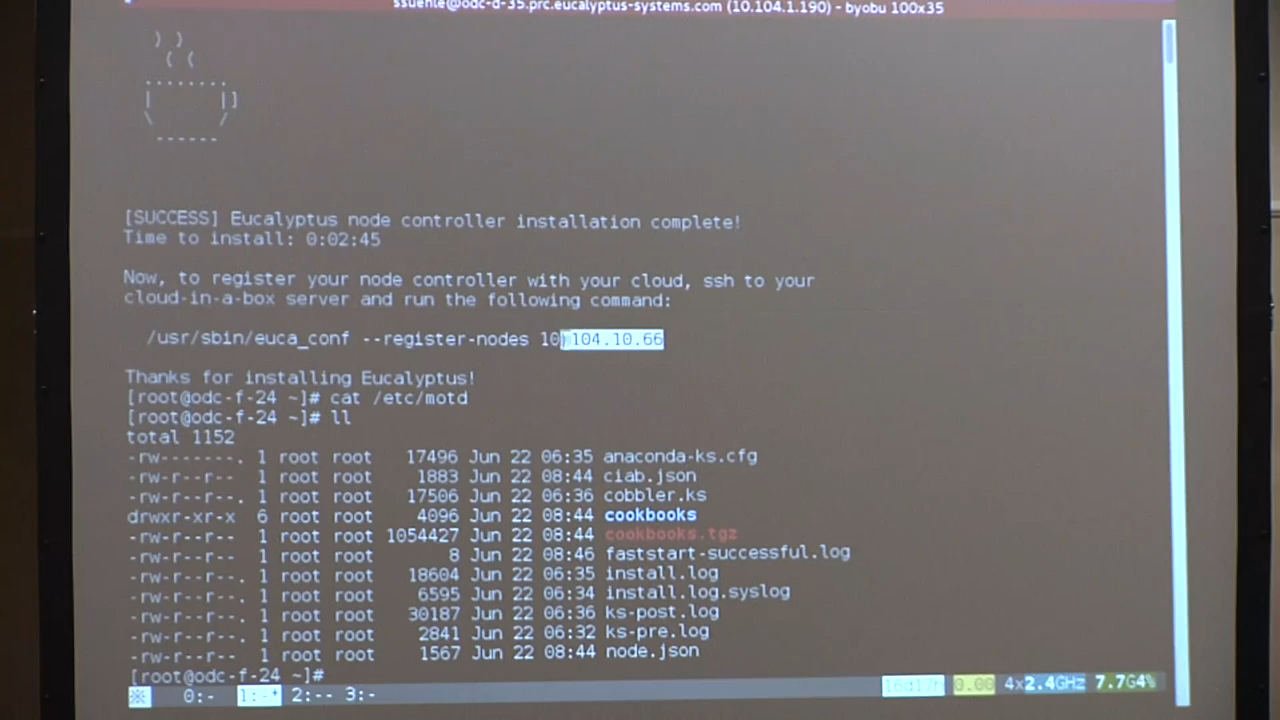 ssuehle@odc-d-35.prc.eucalyptus-systems.com (10.104.1.190) - byobu 100x35
) )
( (
........
|       |]
\       /
------
[SUCCESS] Eucalyptus node controller installation complete!
Time to install: 0:02:45
Now, to register your node controller with your cloud, ssh to your
cloud-in-a-box server and run the following command:
/usr/sbin/euca_conf --register-nodes 10.104.10.66
Thanks for installing Eucalyptus!
[root@odc-f-24 ~]# cat /etc/motd
[root@odc-f-24 ~]# ll
total 1152
-rw-------. 1 root root 17496 Jun 22 06:35 anaconda-ks.cfg
-rw-r--r-- 1 root root 1883 Jun 22 08:44 ciab.json
-rw-r--r--. 1 root root 17506 Jun 22 06:36 cobbler.ks
drwxr-xr-x 6 root root 4096 Jun 22 08:44 cookbooks
-rw-r--r-- 1 root root 1054427 Jun 22 08:44 cookbooks.tgz
-rw-r--r-- 1 root root 8 Jun 22 08:46 faststart-successful.log
-rw-r--r--. 1 root root 18604 Jun 22 06:35 install.log
-rw-r--r--. 1 root root 6595 Jun 22 06:34 install.log.syslog
-rw-r--r--. 1 root root 30187 Jun 22 06:36 ks-post.log
-rw-r--r--. 1 root root 2841 Jun 22 06:32 ks-pre.log
-rw-r--r-- 1 root root 1567 Jun 22 08:44 node.json
[root@odc-f-24 ~]#
0:- 1:-* 2:-- 3:- 0.00 4x2.4GHz 7.7G4%